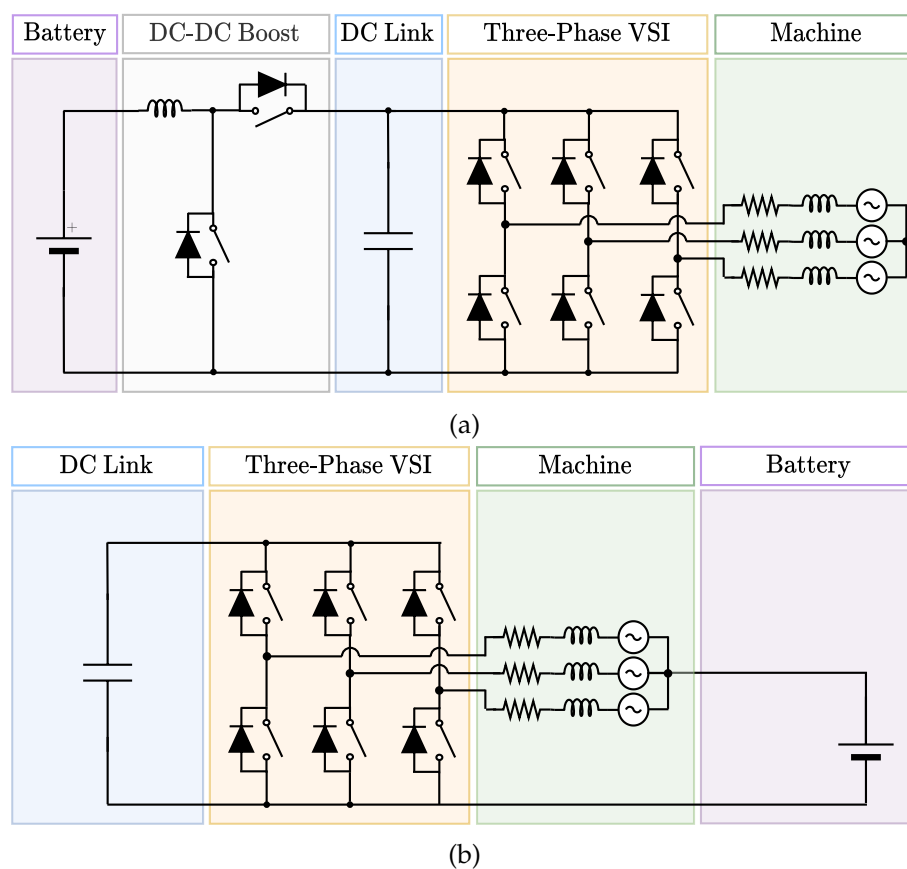 Battery DC-DC Boost DC Link Three-Phase VSI Machine
+
(a)
DC Link Three-Phase VSI Machine Battery
(b)